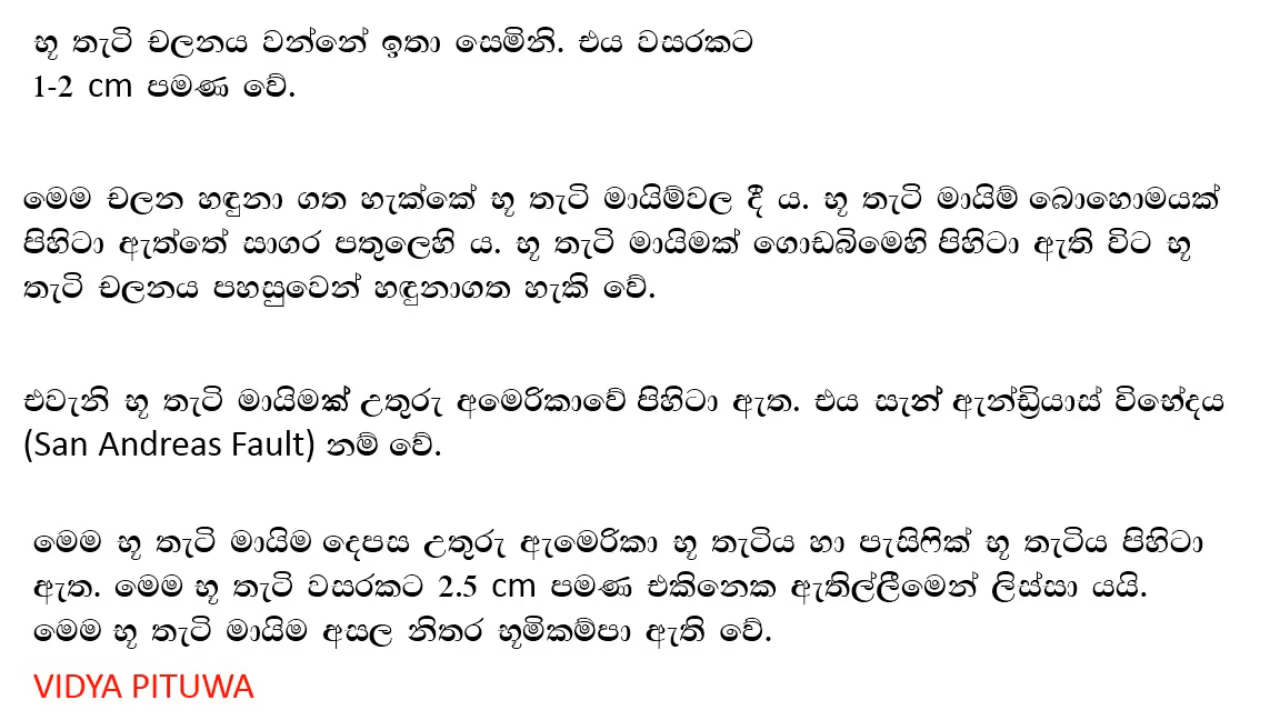 භූ තැටි චලනය වන්නේ ඉතා සෙමිනි. එය වසරකට
1-2 cm පමණ වේ.
මෙම චලන හඳුනා ගත හැක්කේ භූ තැටි මායිම්වල දී ය. භූ තැටි මායිම් බොහොමයක්
පිහිටා ඇත්තේ සාගර පතුලෙහි ය. භූ තැටි මායිමක් ගොඩබිමෙහි පිහිටා ඇති විට භූ
තැටි චලනය පහසුවෙන් හඳුනාගත හැකි වේ.
එවැනි භූ තැටි මායිමක් උතුරු අමෙරිකාවේ පිහිටා ඇත. එය සැන් ඇන්ඩ්‍රියාස් විභේදය
(San Andreas Fault) නම් වේ.
මෙම භූ තැටි මායිම දෙපස උතුරු ඇමෙරිකා භූ තැටිය හා පැසිෆික් භූ තැටිය පිහිටා
ඇත. මෙම භූ තැටි වසරකට 2.5 cm පමණ එකිනෙක ඇතිල්ලීමෙන් ලිස්සා යයි.
මෙම භූ තැටි මායිම අසල නිතර භූමිකම්පා ඇති වේ.
VIDYA PITUWA